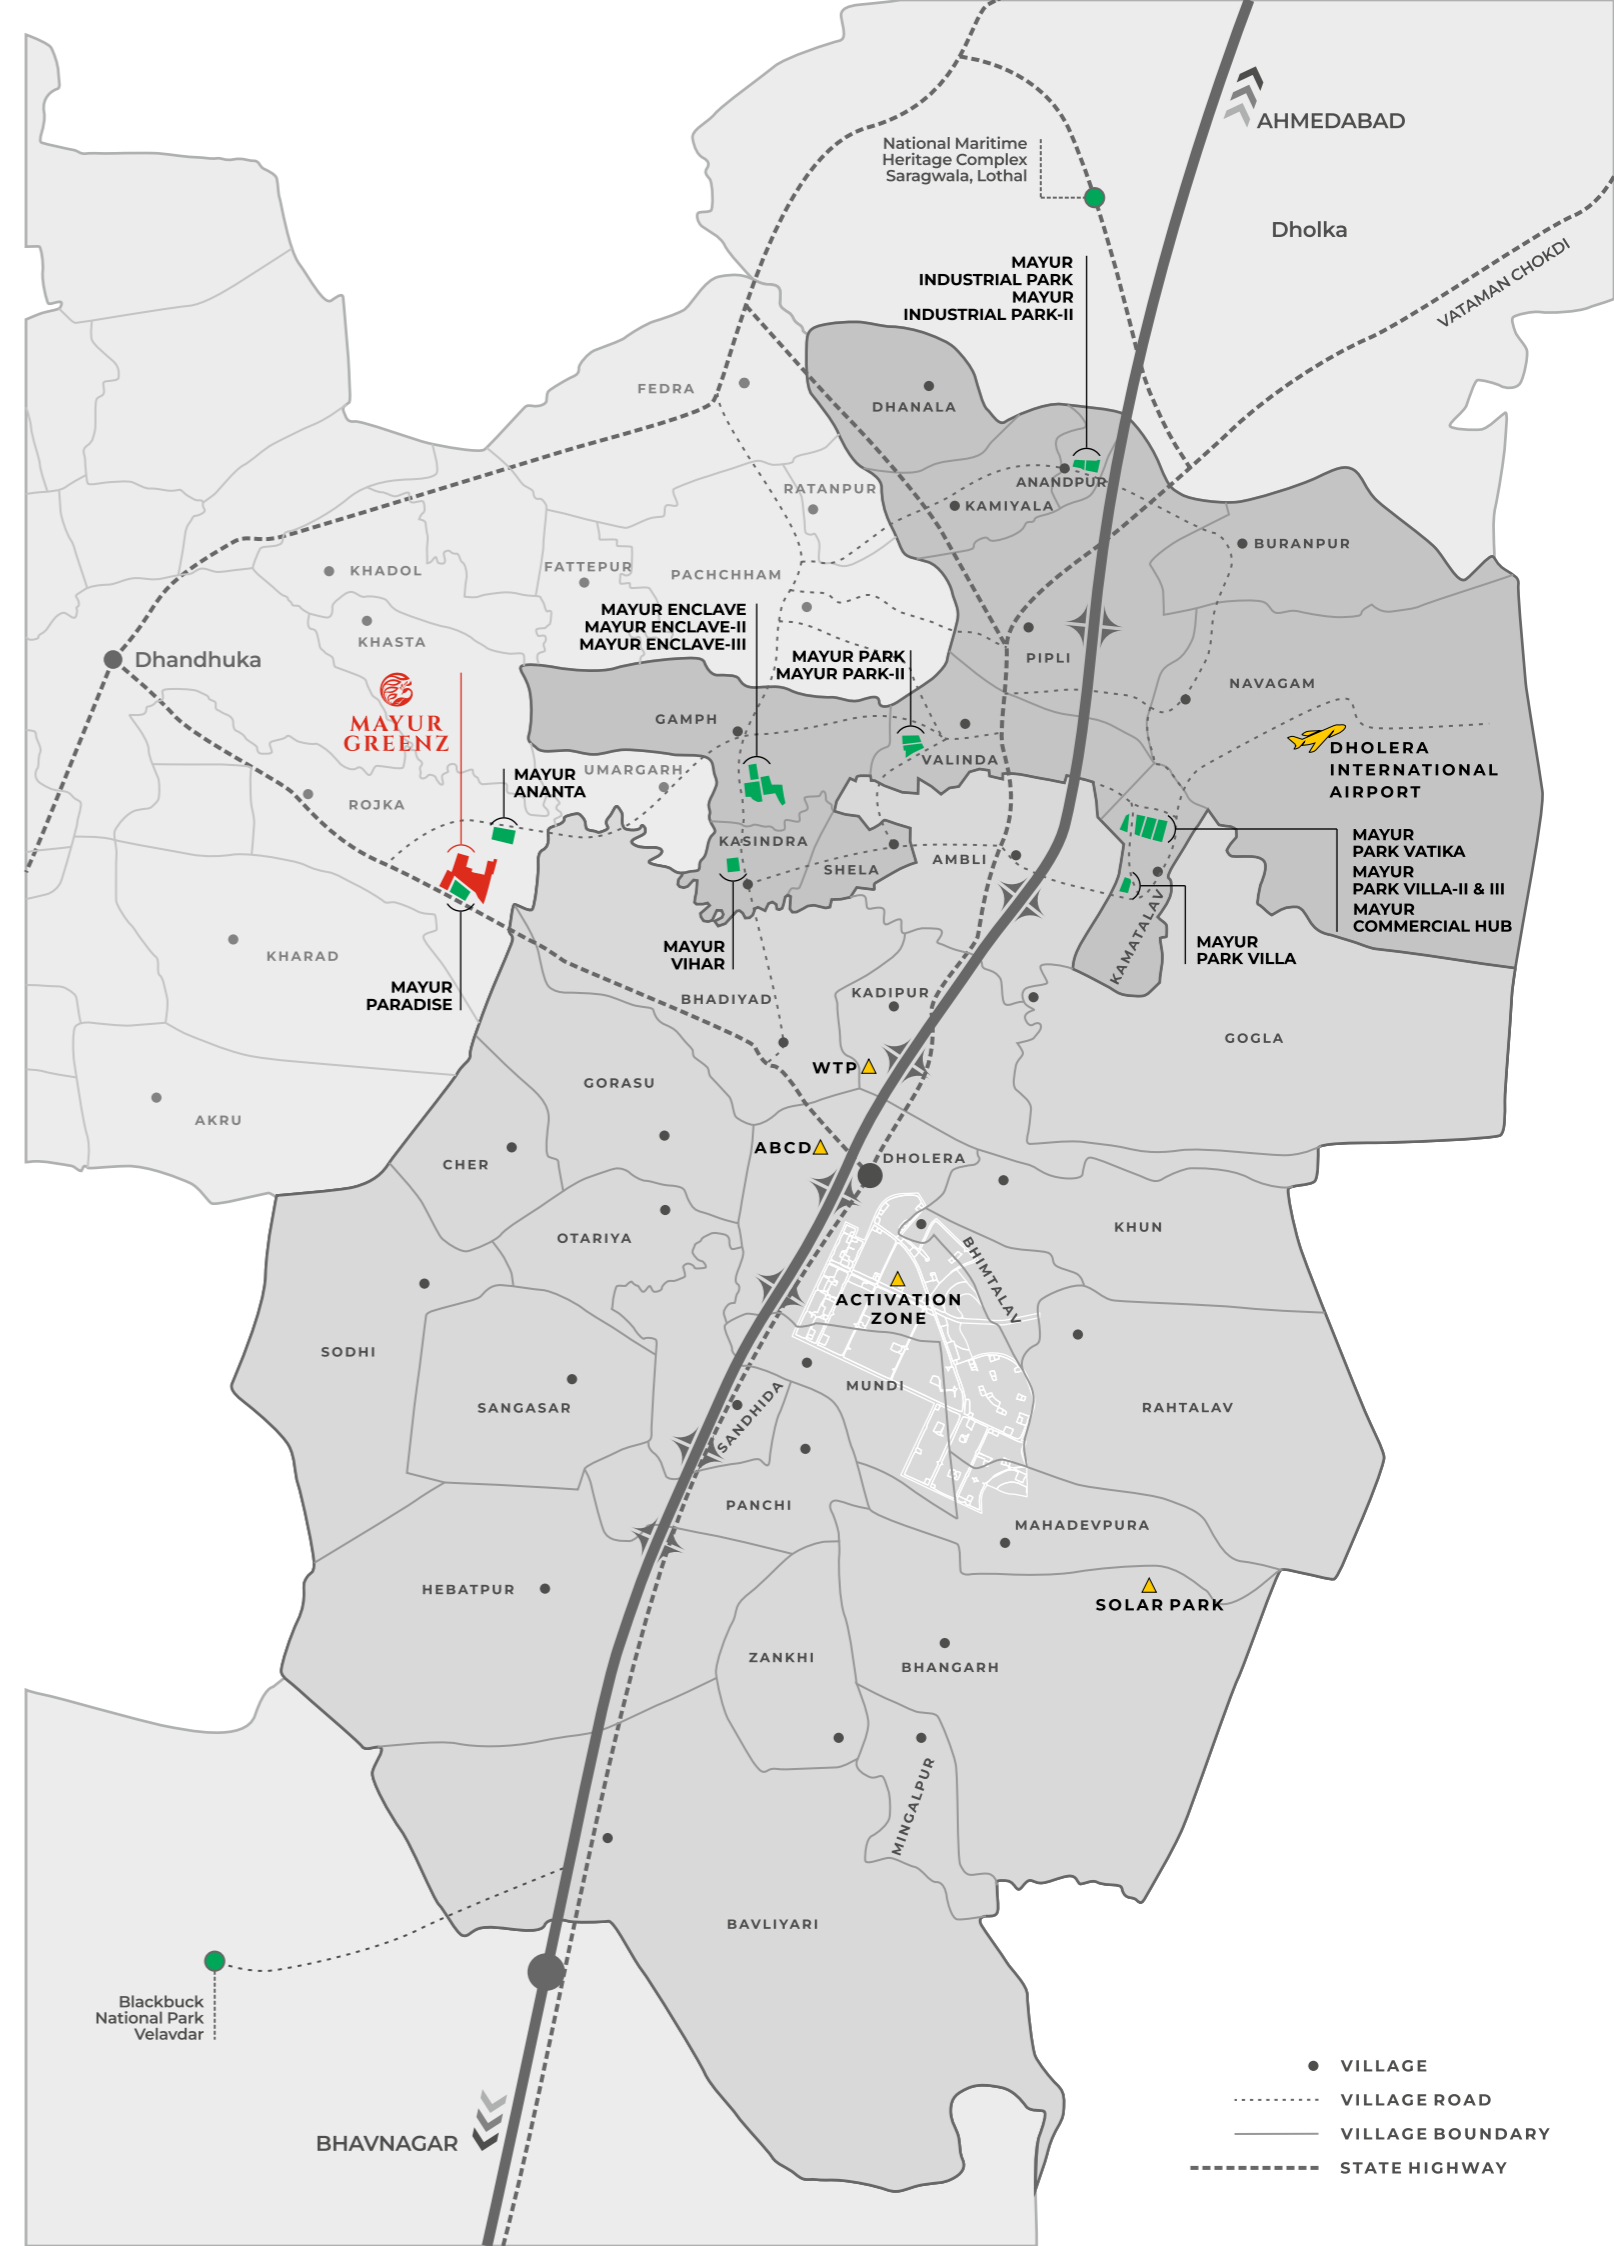 AHMEDABAD
National Maritime
Heritage Complex
Saragwala, Lothal
Dholka
VATAMAN CHOKDI
MAYUR
INDUSTRIAL PARK
MAYUR
INDUSTRIAL PARK-II
FEDRA
DHANALA
RATANPUR
ANANDPUR
KAMIYALA
BURANPUR
KHADOL
FATTEPUR
PACHCHHAM
MAYUR ENCLAVE
MAYUR ENCLAVE-II
MAYUR ENCLAVE-III
KHASTA
Dhandhuka
MAYUR PARK
MAYUR PARK-II
PIPLI
NAVAGAM
MAYUR
GREENZ
GAMPH
VALINDA
DHOLERA
INTERNATIONAL
AIRPORT
UMARGARH
MAYUR
ANANTA
ROJKA
MAYUR
PARK VATIKA
MAYUR
PARK VILLA-II & III
MAYUR
COMMERCIAL HUB
KASINDRA
SHELA
AMBLI
KAMATALAV
MAYUR
PARK VILLA
MAYUR
VIHAR
KHARAD
MAYUR
PARADISE
BHADIYAD
KADIPUR
GOGLA
WTP
GORASU
AKRU
ABCD
DHOLERA
CHER
KHUN
OTARIYA
BHIMTALAV
ACTIVATION
ZONE
SODHI
MUNDI
SANDHIDA
SANGASAR
RAHTALAV
PANCHI
MAHADEVPURA
HEBATPUR
SOLAR PARK
ZANKHI
BHANGARH
MINGALPUR
BAVLIYARI
Blackbuck
National Park
Velavdar
BHAVNAGAR
VILLAGE
VILLAGE ROAD
VILLAGE BOUNDARY
STATE HIGHWAY